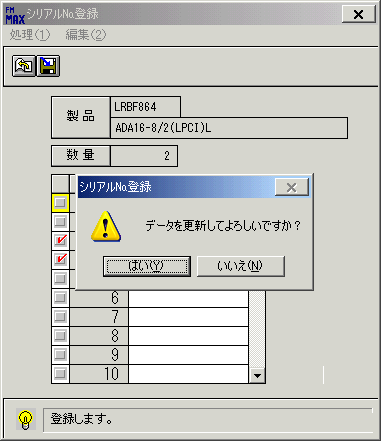 FM MAX シリアルNo.登録
処理(1) 編集(2)
製品 LRBF864
ADA16-8/2(LPCI)L
数量 2
シリアルNo.登録
データを更新してよろしいですか？
はい(Y) いいえ(N)
6
7
8
9
10
登録します。